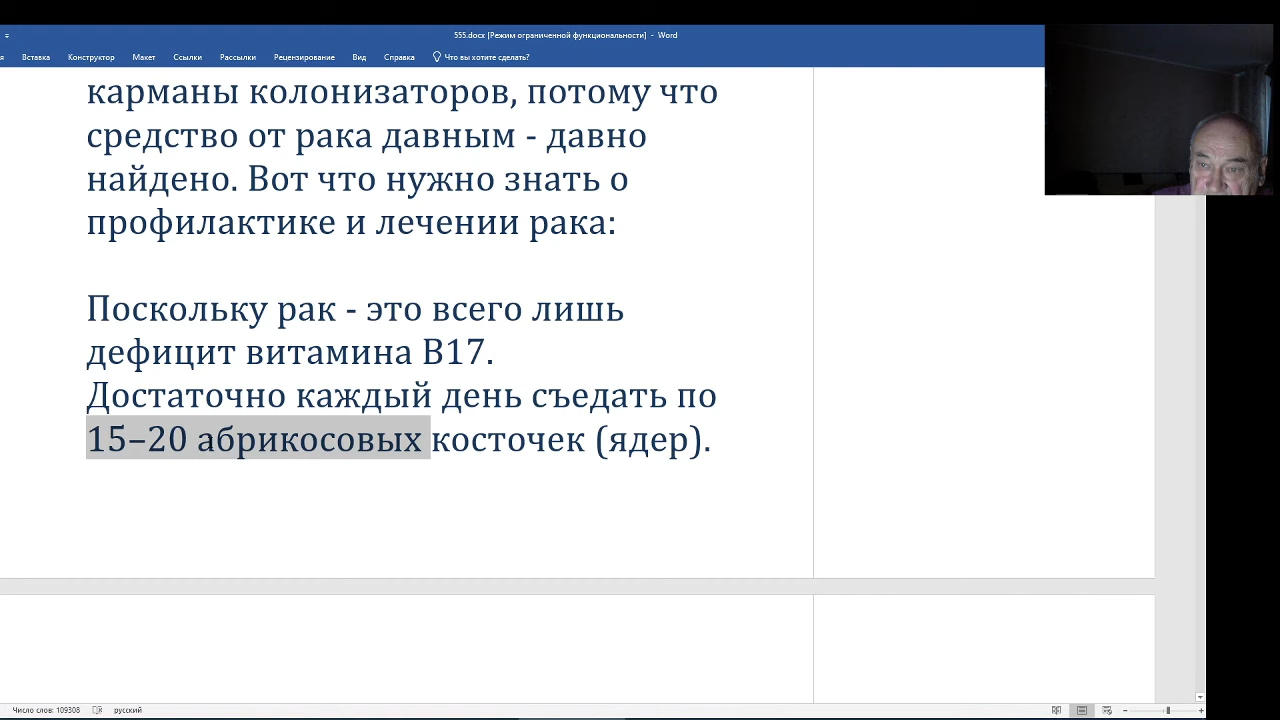 555.docx [Режим ограниченной функциональности] - Word
я Вставка Конструктор Макет Ссылки Рассылки Рецензирование Вид Справка Что вы хотите сделать?
карманы колонизаторов, потому что
средство от рака давным - давно
найдено. Вот что нужно знать о
профилактике и лечении рака:
Поскольку рак - это всего лишь
дефицит витамина В17.
Достаточно каждый день съедать по
15–20 абрикосовых косточек (ядер).
Число слов: 109308 русский